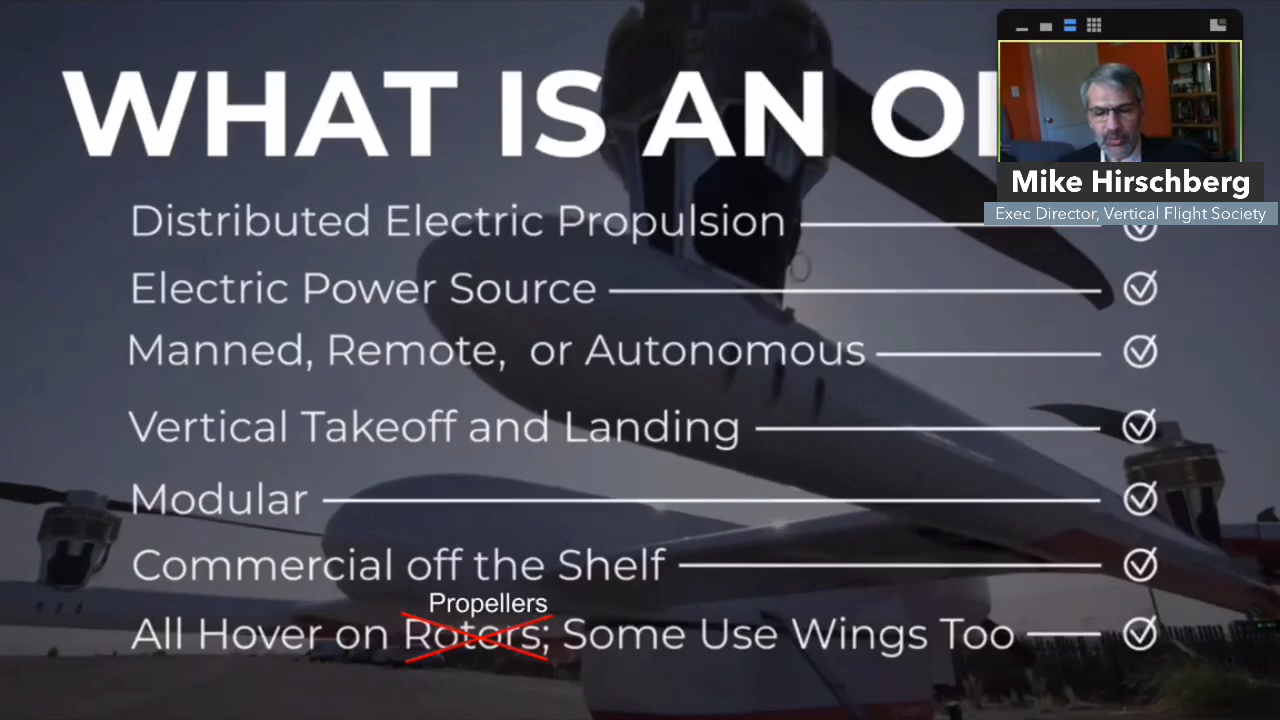 WHAT IS AN
Mike Hirschberg
Exec Director, Vertical Flight Society
Distributed Electric Propulsion
Electric Power Source
Manned, Remote, or Autonomous
Vertical Takeoff and Landing
Modular
Commercial off the Shelf
Propellers
All Hover on Rotors; Some Use Wings Too